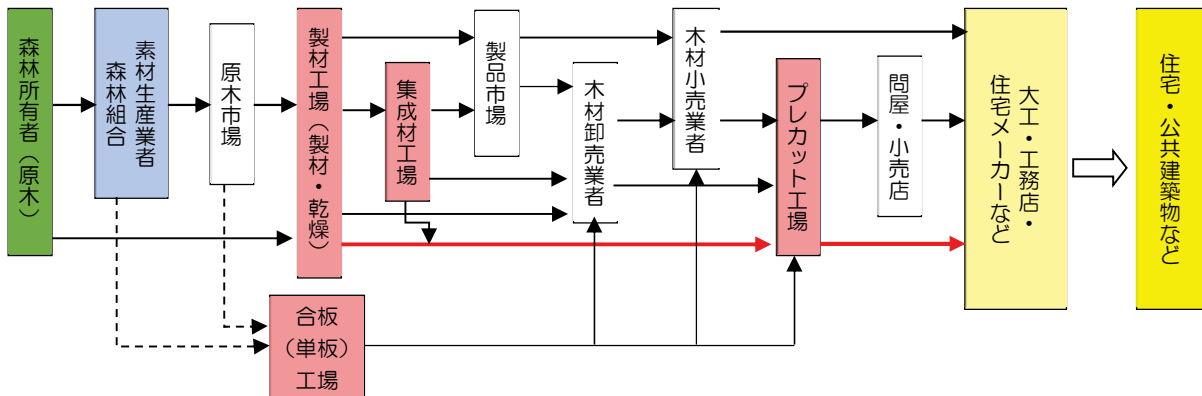 森林所有者（原木）
素材生産業者
森林組合
原木市場
製材工場（製材・乾燥）
集成材工場
製品市場
木材卸売業者
木材小売業者
プレカット工場
問屋・小売店
大工・工務店・
住宅メーカーなど
住宅・公共建築物など
合板
（単板）
工場